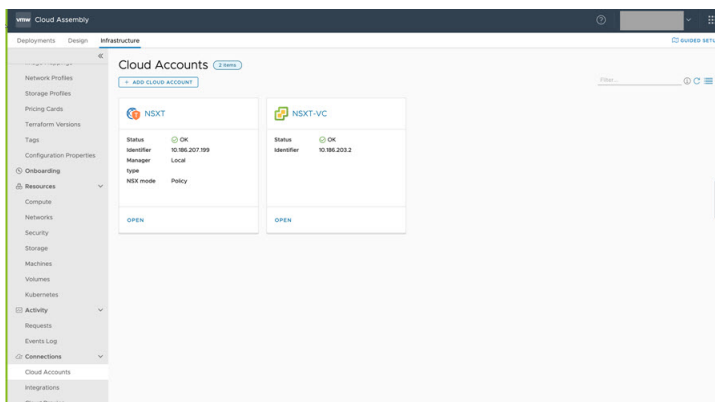 vmw Cloud Assembly
Deployments Design Infrastructure
GUIDED SETU
Network Profiles
Storage Profiles
Pricing Cards
Terraform Versions
Tags
Configuration Properties
Onboarding
Resources
Compute
Networks
Security
Storage
Machines
Volumes
Kubernetes
Activity
Requests
Events Log
Connections
Cloud Accounts
Integrations
Cloud Accounts 2 items
+ ADD CLOUD ACCOUNT
Filter...
NSXT
Status OK
Identifier 10.186.207.199
Manager type Local
NSX mode Policy
OPEN
NSXT-VC
Status OK
Identifier 10.186.203.2
OPEN